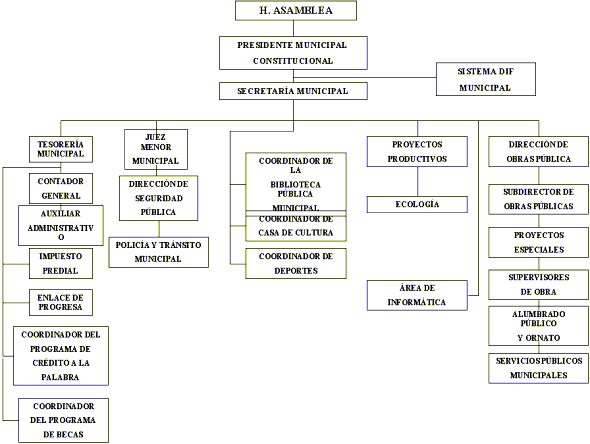 H. ASAMBLEA
PRESIDENTE MUNICIPAL
CONSTITUCIONAL
SISTEMA DIF
MUNICIPAL
SECRETARÍA MUNICIPAL
TESORERÍA
MUNICIPAL
CONTADOR
GENERAL
AUXILIAR
ADMINISTRATIV
O
IMPUESTO
PREDIAL
ENLACE DE
PROGRESA
COORDINADOR DEL
PROGRAMA DE
CRÉDITO A LA
PALABRA
COORDINADOR
DEL PROGRAMA
DE BECAS
JUEZ
MENOR
MUNICIPAL
DIRECCIÓN DE
SEGURIDAD
PÚBLICA
POLICÍA Y TRÁNSITO
MUNICIPAL
COORDINADOR DE
LA
BIBLIOTECA
PÚBLICA
MUNICIPAL
COORDINADOR DE
CASA DE CULTURA
COORDINADOR DE
DEPORTES
PROYECTOS
PRODUCTIVOS
ECOLOGÍA
ÁREA DE
INFORMÁTICA
DIRECCIÓN DE
OBRAS PÚBLICA
SUBDIRECTOR DE
OBRAS PÚBLICAS
PROYECTOS
ESPECIALES
SUPERVISORES
DE OBRA
ALUMBRADO
PÚBLICO
Y ORNATO
SERVICIOS PÚBLICOS
MUNICIPALES